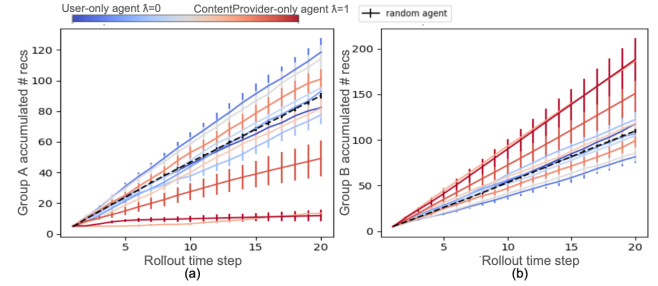 User-only agent ƛ=0 ContentProvider-only agent ƛ=1
random agent
Group A accumulated # recs
120
100
80
60
40
20
0
5 10 15 20
Rollout time step
(a)
Group B accumulated # recs
200
150
100
50
0
5 10 15 20
Rollout time step
(b)